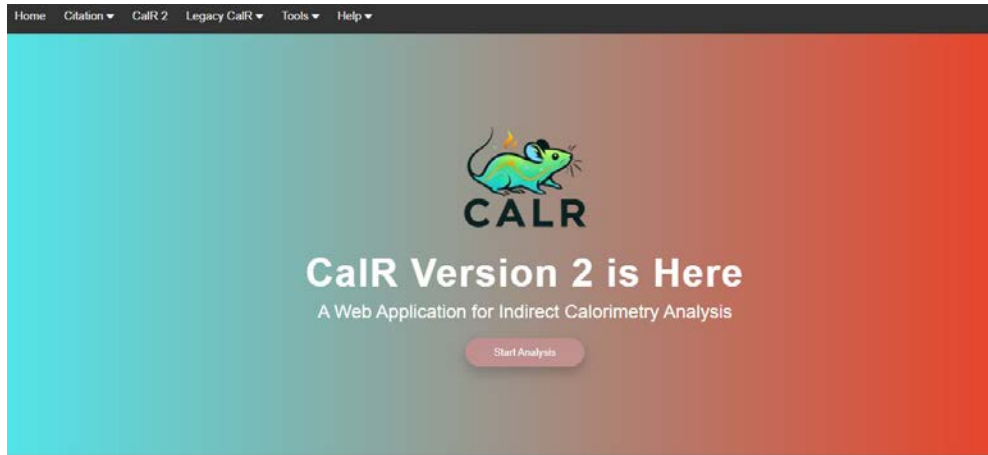 Home Citation ▾ CalR 2 Legacy CalR ▾ Tools ▾ Help ▾
CALR
CalR Version 2 is Here
A Web Application for Indirect Calorimetry Analysis
Start Analysis